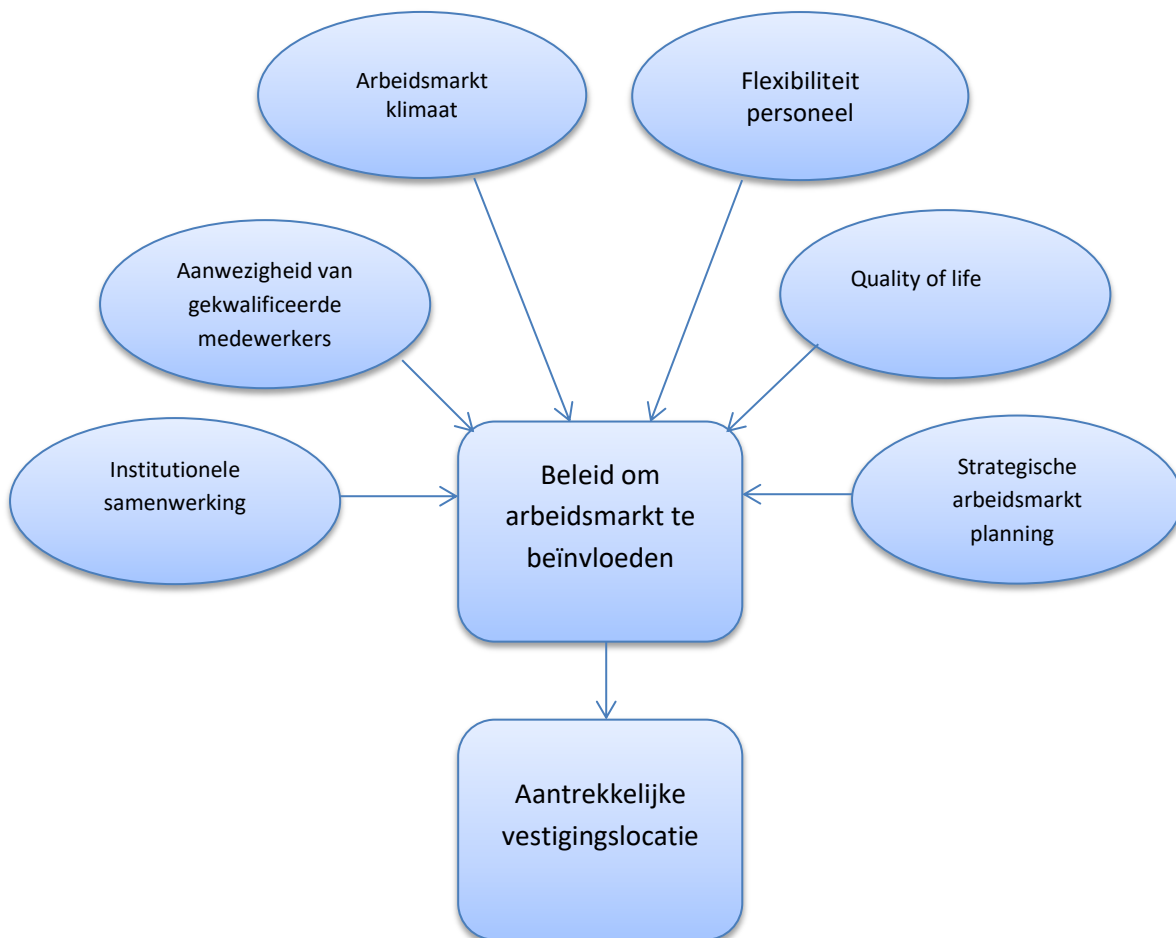 Arbeidsmarkt
klimaat
Flexibiliteit
personeel
Aanwezigheid van
gekwalificeerde
medewerkers
Quality of life
Institutionele
samenwerking
Beleid om
arbeidsmarkt te
beïnvloeden
Strategische
arbeidsmarkt
planning
Aantrekkelijke
vestigingslocatie